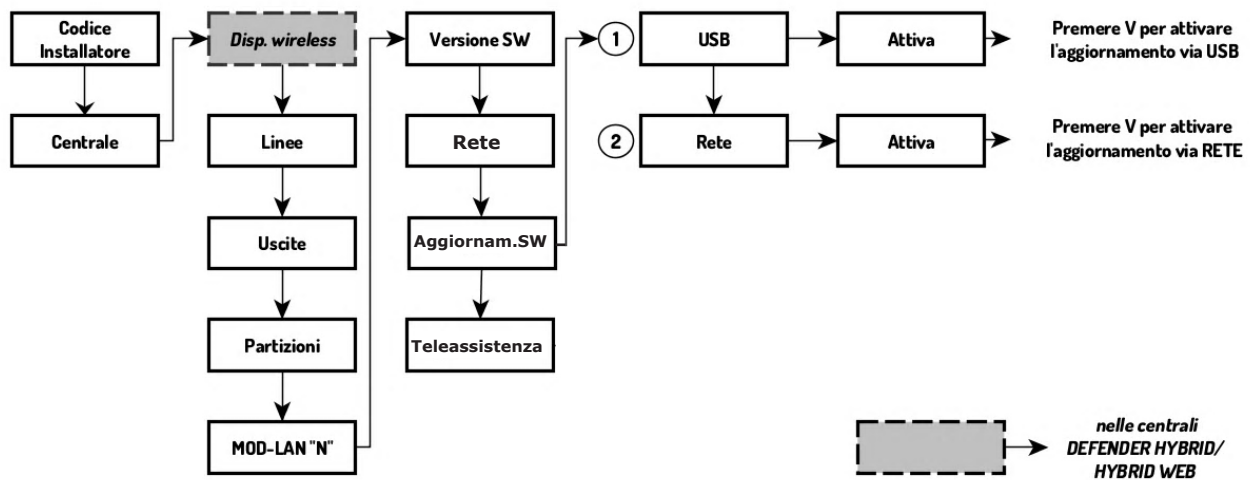 Codice
Installatore
Centrale
Disp. wireless
Linee
Uscite
Partizioni
MOD-LAN "N"
Versione SW
Rete
Aggiornam.SW
Teleassistenza
1
USB
Attiva
Premere V per attivare
l'aggiornamento via USB
2
Rete
Attiva
Premere V per attivare
l'aggiornamento via RETE
nelle centrali
DEFENDER HYBRID/
HYBRID WEB